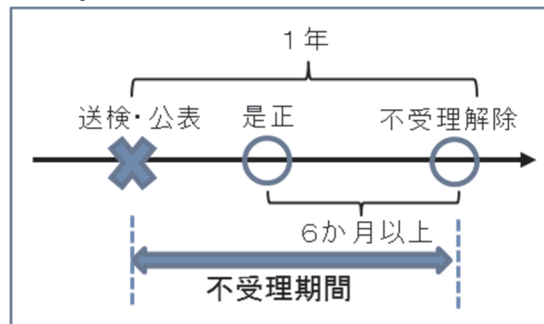 1年
送検・公表 是正 不受理解除
6か月以上
不受理期間